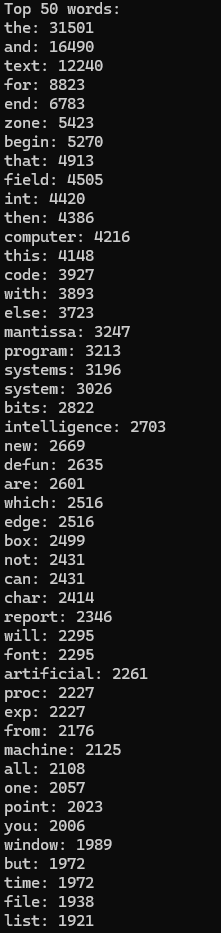 Top 50 words:
the: 31501
and: 16490
text: 12240
for: 8823
end: 6783
zone: 5423
begin: 5270
that: 4913
field: 4505
int: 4420
then: 4386
computer: 4216
this: 4148
code: 3927
with: 3893
else: 3723
mantissa: 3247
program: 3213
systems: 3196
system: 3026
bits: 2822
intelligence: 2703
new: 2669
defun: 2635
are: 2601
which: 2516
edge: 2516
box: 2499
not: 2431
can: 2431
char: 2414
report: 2346
will: 2295
font: 2295
artificial: 2261
proc: 2227
exp: 2227
from: 2176
machine: 2125
all: 2108
one: 2057
point: 2023
you: 2006
window: 1989
but: 1972
time: 1972
file: 1938
list: 1921